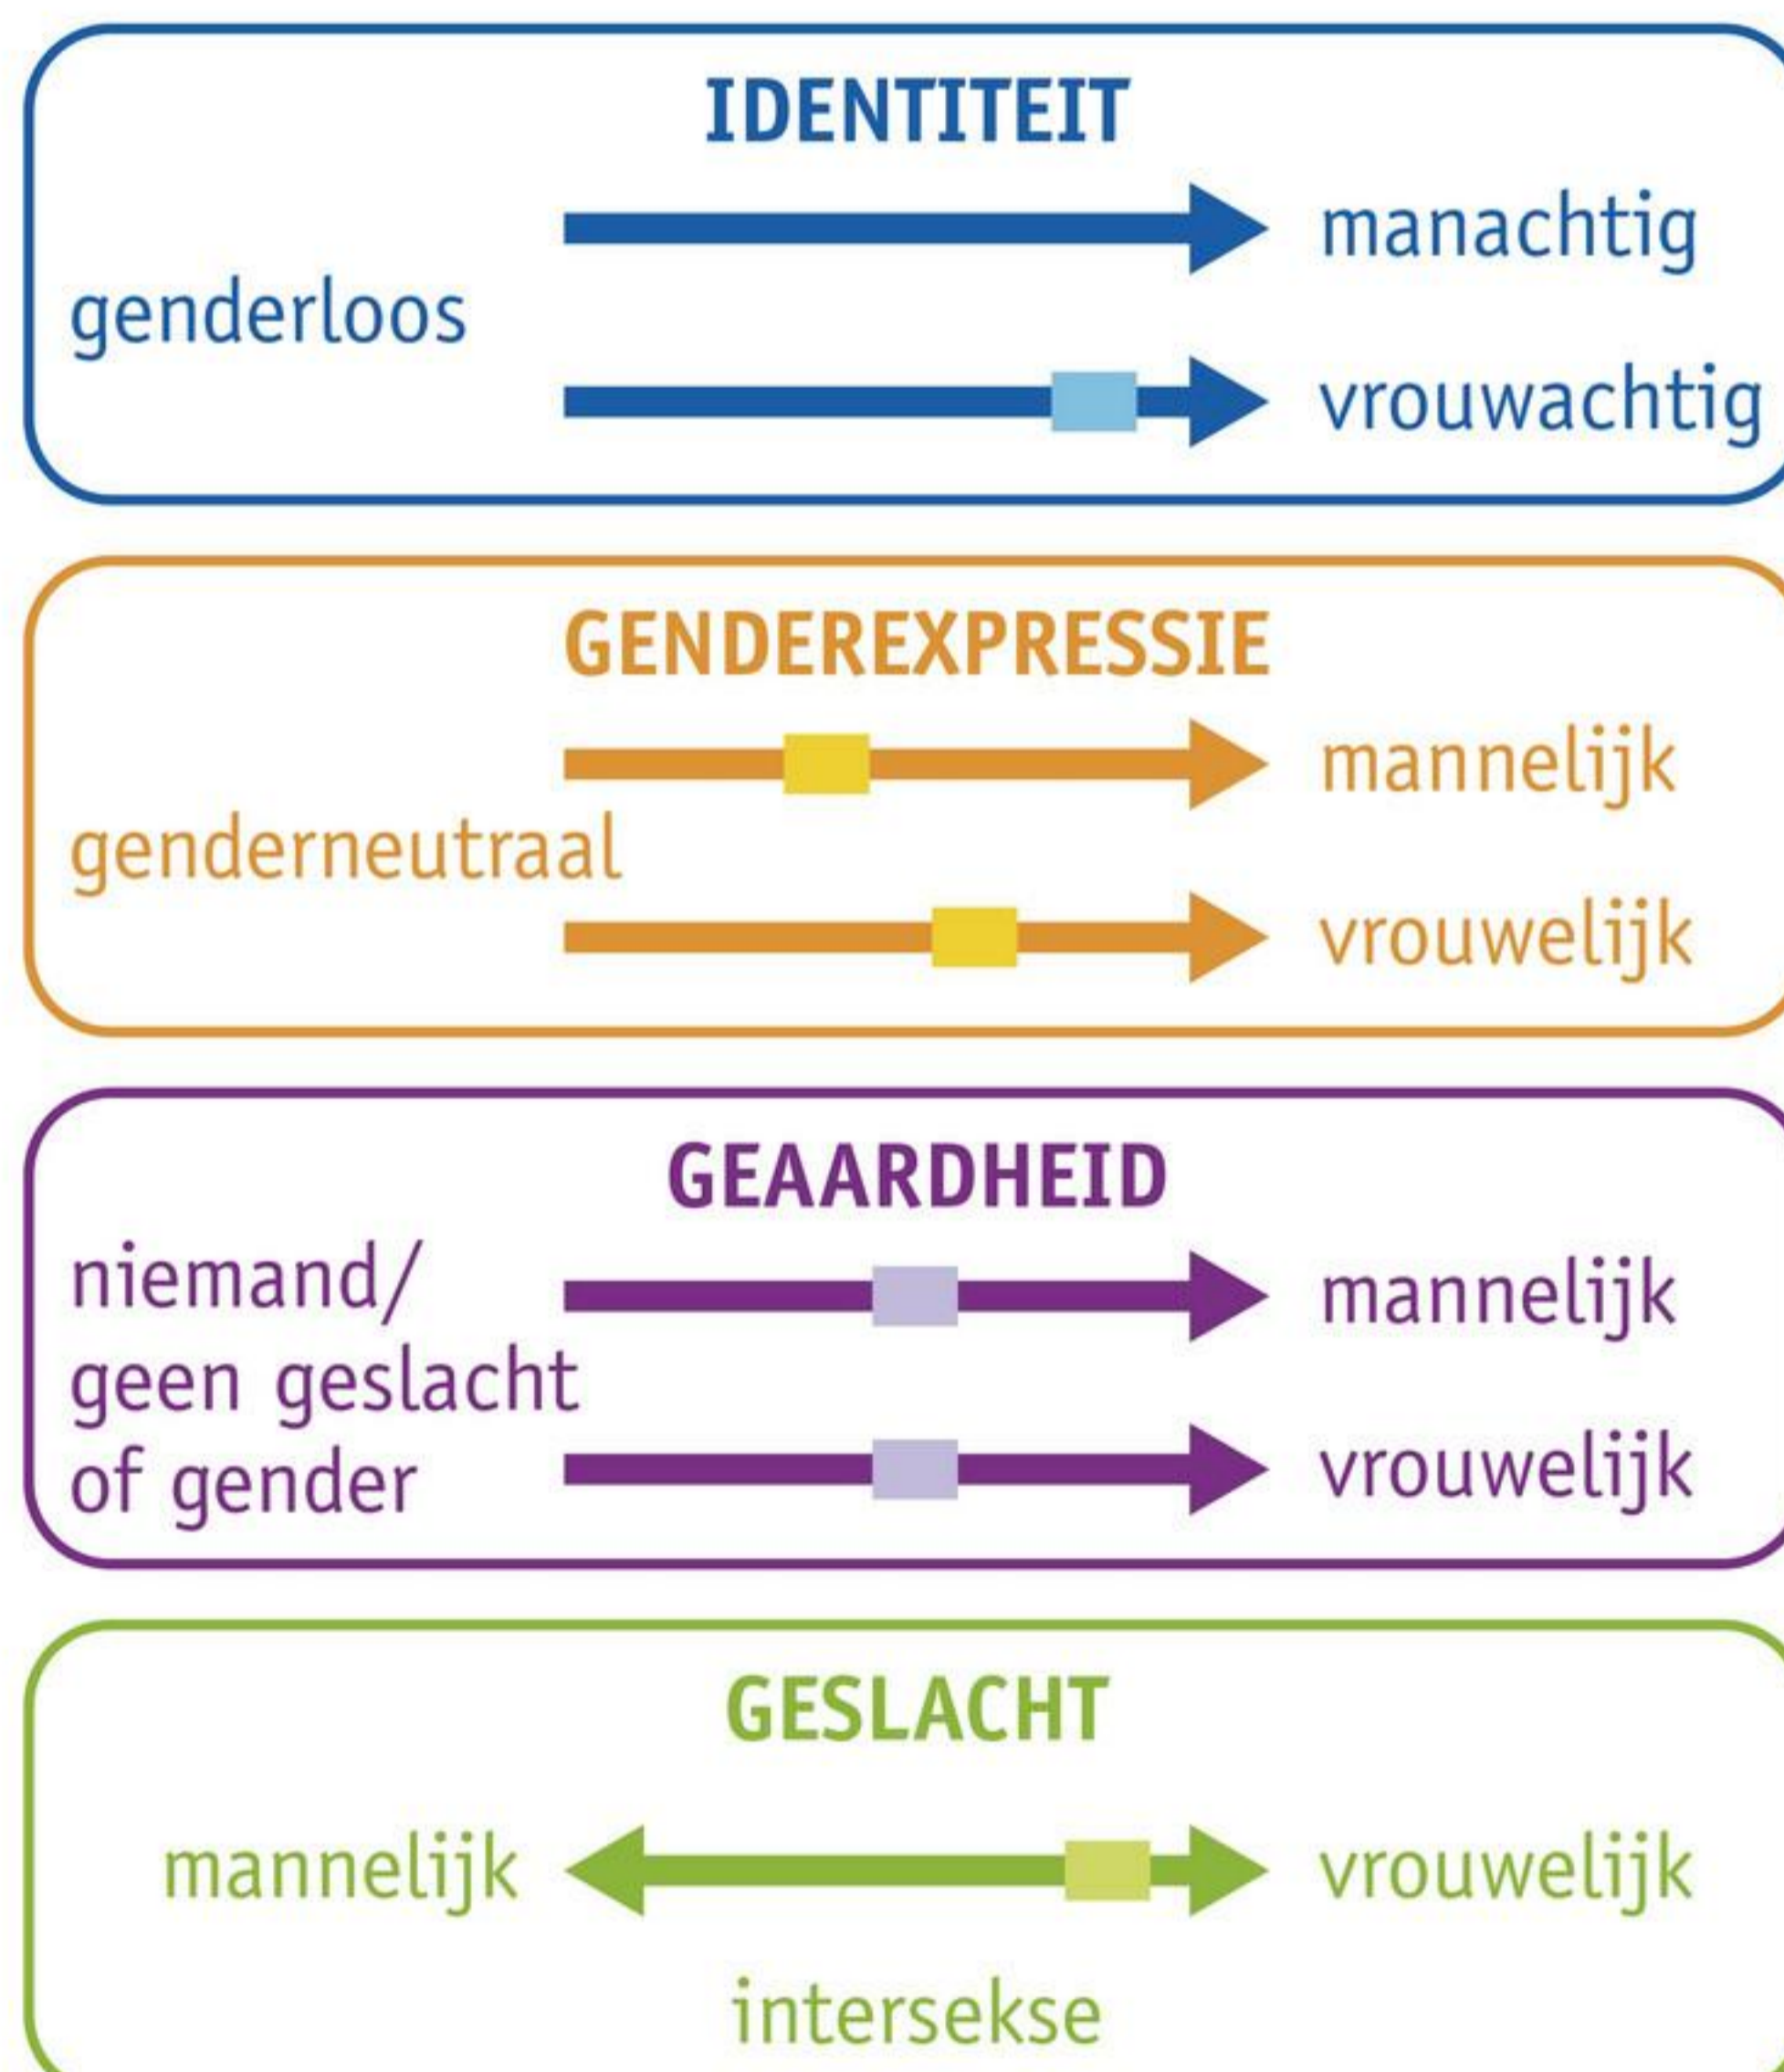 IDENTITEIT
manachtig
genderloos
vrouwachtig
GENDEREXPRESSIE
mannelijk
genderneutraal
vrouwelijk
GEAARDHEID
niemand/
mannelijk
geen geslacht
of gender
vrouwelijk
GESLACHT
mannelijk
vrouwelijk
intersekse